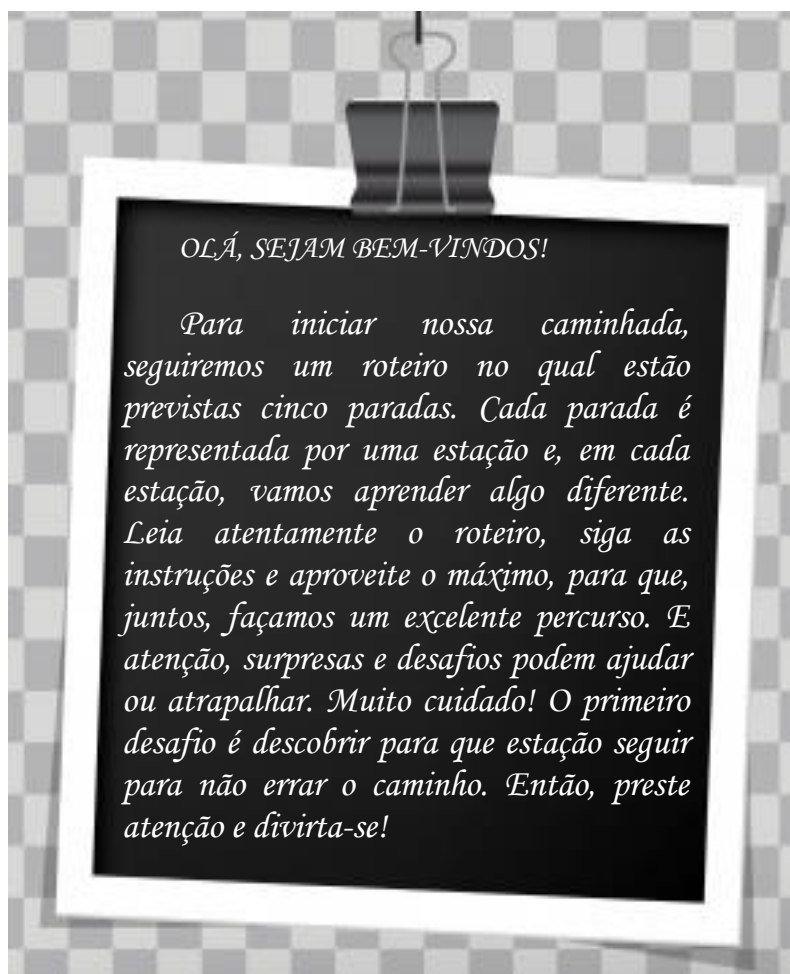 OLÁ, SEJAM BEM-VINDOS!
Para iniciar nossa caminhada,
seguiremos um roteiro no qual estão
previstas cinco paradas. Cada parada é
representada por uma estação e, em cada
estação, vamos aprender algo diferente.
Leia atentamente o roteiro, siga as
instruções e aproveite o máximo, para que,
juntos, façamos um excelente percurso. E
atenção, surpresas e desafios podem ajudar
ou atrapalhar. Muito cuidado! O primeiro
desafio é descobrir para que estação seguir
para não errar o caminho. Então, preste
atenção e divirta-se!